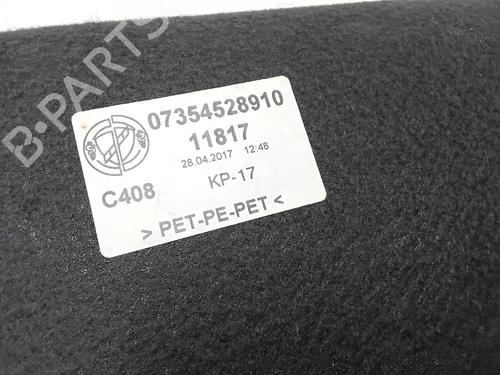 B-PARTS
07354528910
11817
28.04.2017 12:48
C408 KP-17
> PET-PE-PET <